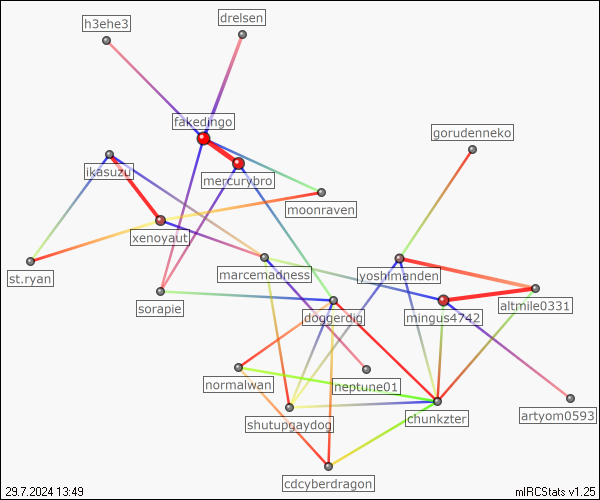 h3ehe3
drelsen
fakedingo
gorudenneko
ikasuzu
mercurybro
moonraven
xenoyaut
st.ryan
marcemadness
yoshimanden
sorapie
doggerdig
mingus4742
altmile0331
normalwan
neptune01
shutupgaydog
chunkzter
artyom0593
cdcyberdragon
29.7.2024 13:49
mIRCStats v1.25